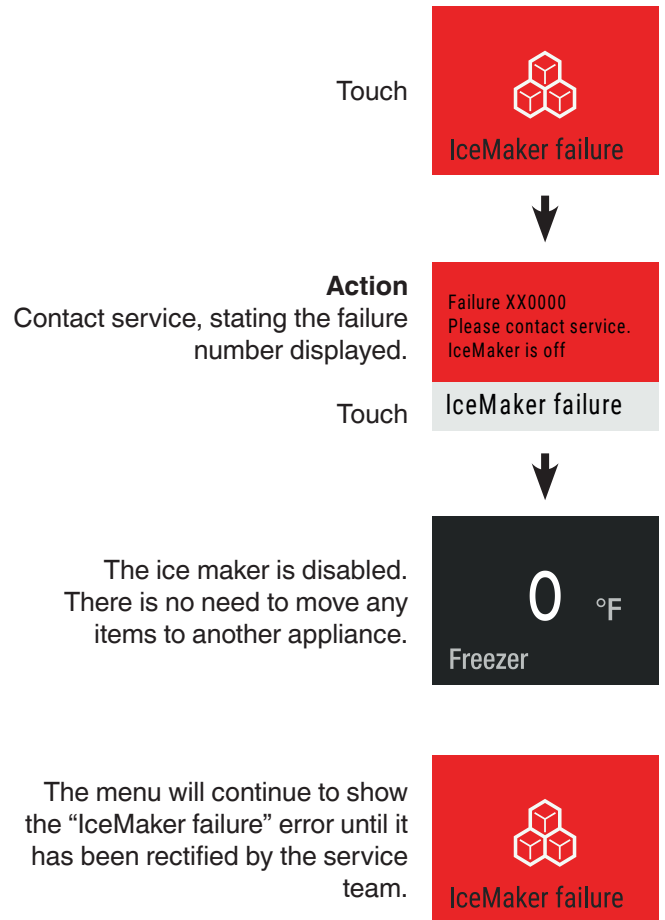 Touch
IceMaker failure
Action
Contact service, stating the failure
number displayed.
Failure XX0000
Please contact service.
IceMaker is off
Touch
IceMaker failure
The ice maker is disabled.
There is no need to move any
items to another appliance.
0 °F
Freezer
The menu will continue to show
the “IceMaker failure” error until it
has been rectified by the service
team.
IceMaker failure